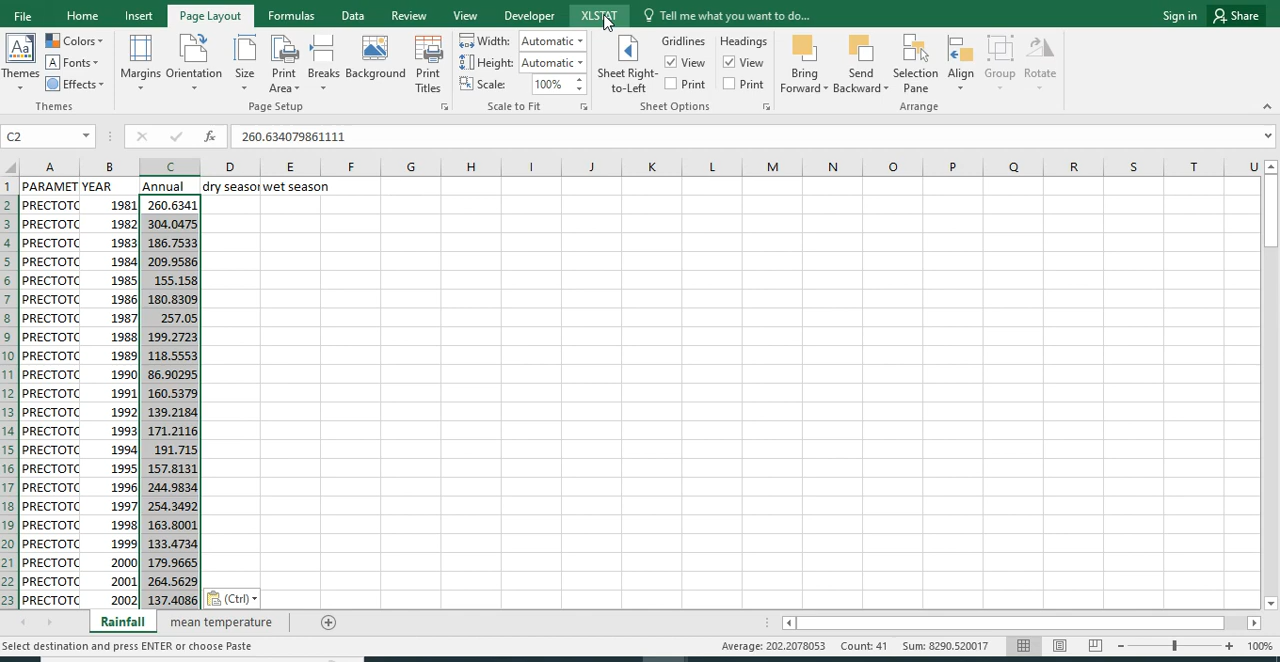 File Home Insert Page Layout Formulas Data Review View Developer XLSTAT Tell me what you want to do... Sign in Share
Themes Colors Fonts Effects Margins Orientation Size Print Area Breaks Background Print Titles Width: Automatic Height: Automatic Scale: 100% Sheet Right-to-Left Gridlines View Print Headings View Print Bring Forward Send Backward Selection Pane Align Group Rotate
Themes Page Setup Scale to Fit Sheet Options Arrange
C2 fx 260.634079861111
A B C D E F G H I J K L M N O P Q R S T U
1 PARAMET YEAR Annual dry season wet season
2 PRECTOTC 1981 260.6341
3 PRECTOTC 1982 304.0475
4 PRECTOTC 1983 186.7533
5 PRECTOTC 1984 209.9586
6 PRECTOTC 1985 155.158
7 PRECTOTC 1986 180.8309
8 PRECTOTC 1987 257.05
9 PRECTOTC 1988 199.2723
10 PRECTOTC 1989 118.5553
11 PRECTOTC 1990 86.90295
12 PRECTOTC 1991 160.5379
13 PRECTOTC 1992 139.2184
14 PRECTOTC 1993 171.2116
15 PRECTOTC 1994 191.715
16 PRECTOTC 1995 157.8131
17 PRECTOTC 1996 244.9834
18 PRECTOTC 1997 254.3492
19 PRECTOTC 1998 163.8001
20 PRECTOTC 1999 133.4734
21 PRECTOTC 2000 179.9665
22 PRECTOTC 2001 264.5629
23 PRECTOTC 2002 137.4086 (Ctrl)
Rainfall mean temperature
Select destination and press ENTER or choose Paste Average: 202.2078053 Count: 41 Sum: 8290.520017 100%